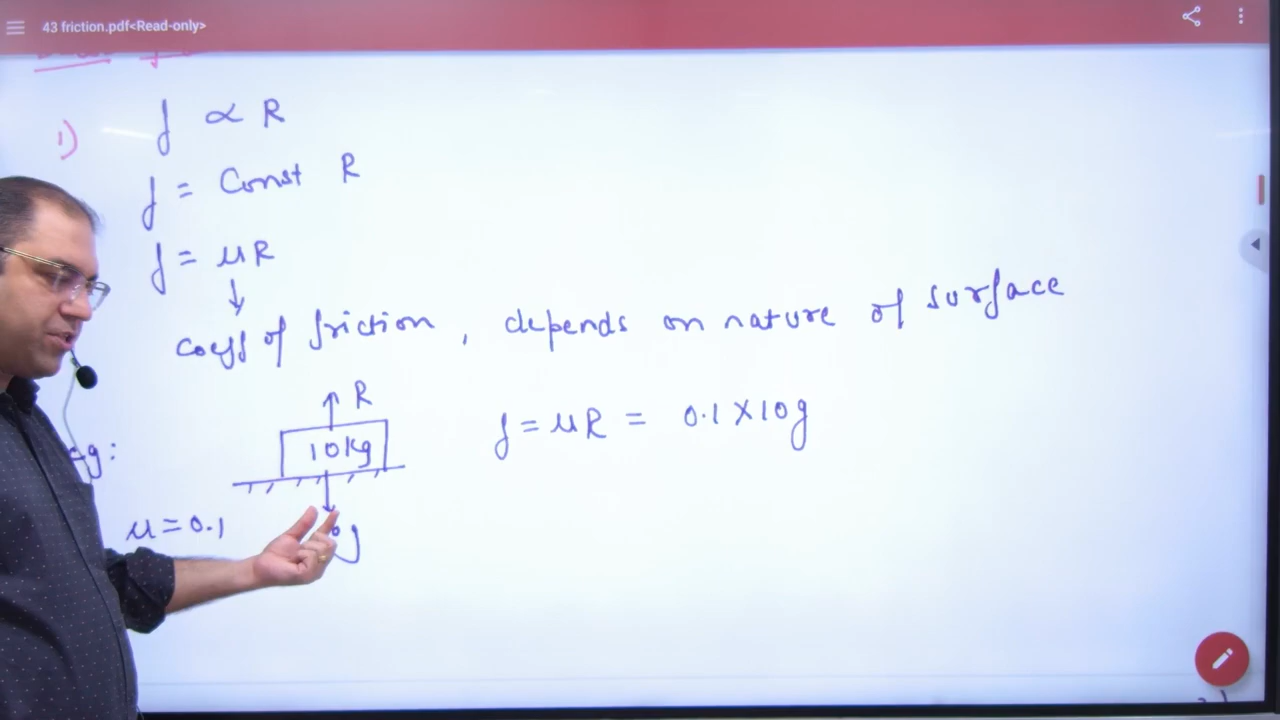 43 friction.pdf<Read-only>
1)
f ∝ R
f = Const R
f = μR
↓
coeff of friction , depends on nature of surface
R
10kg
f = μR = 0.1 × 10g
eg:
μ = 0.1